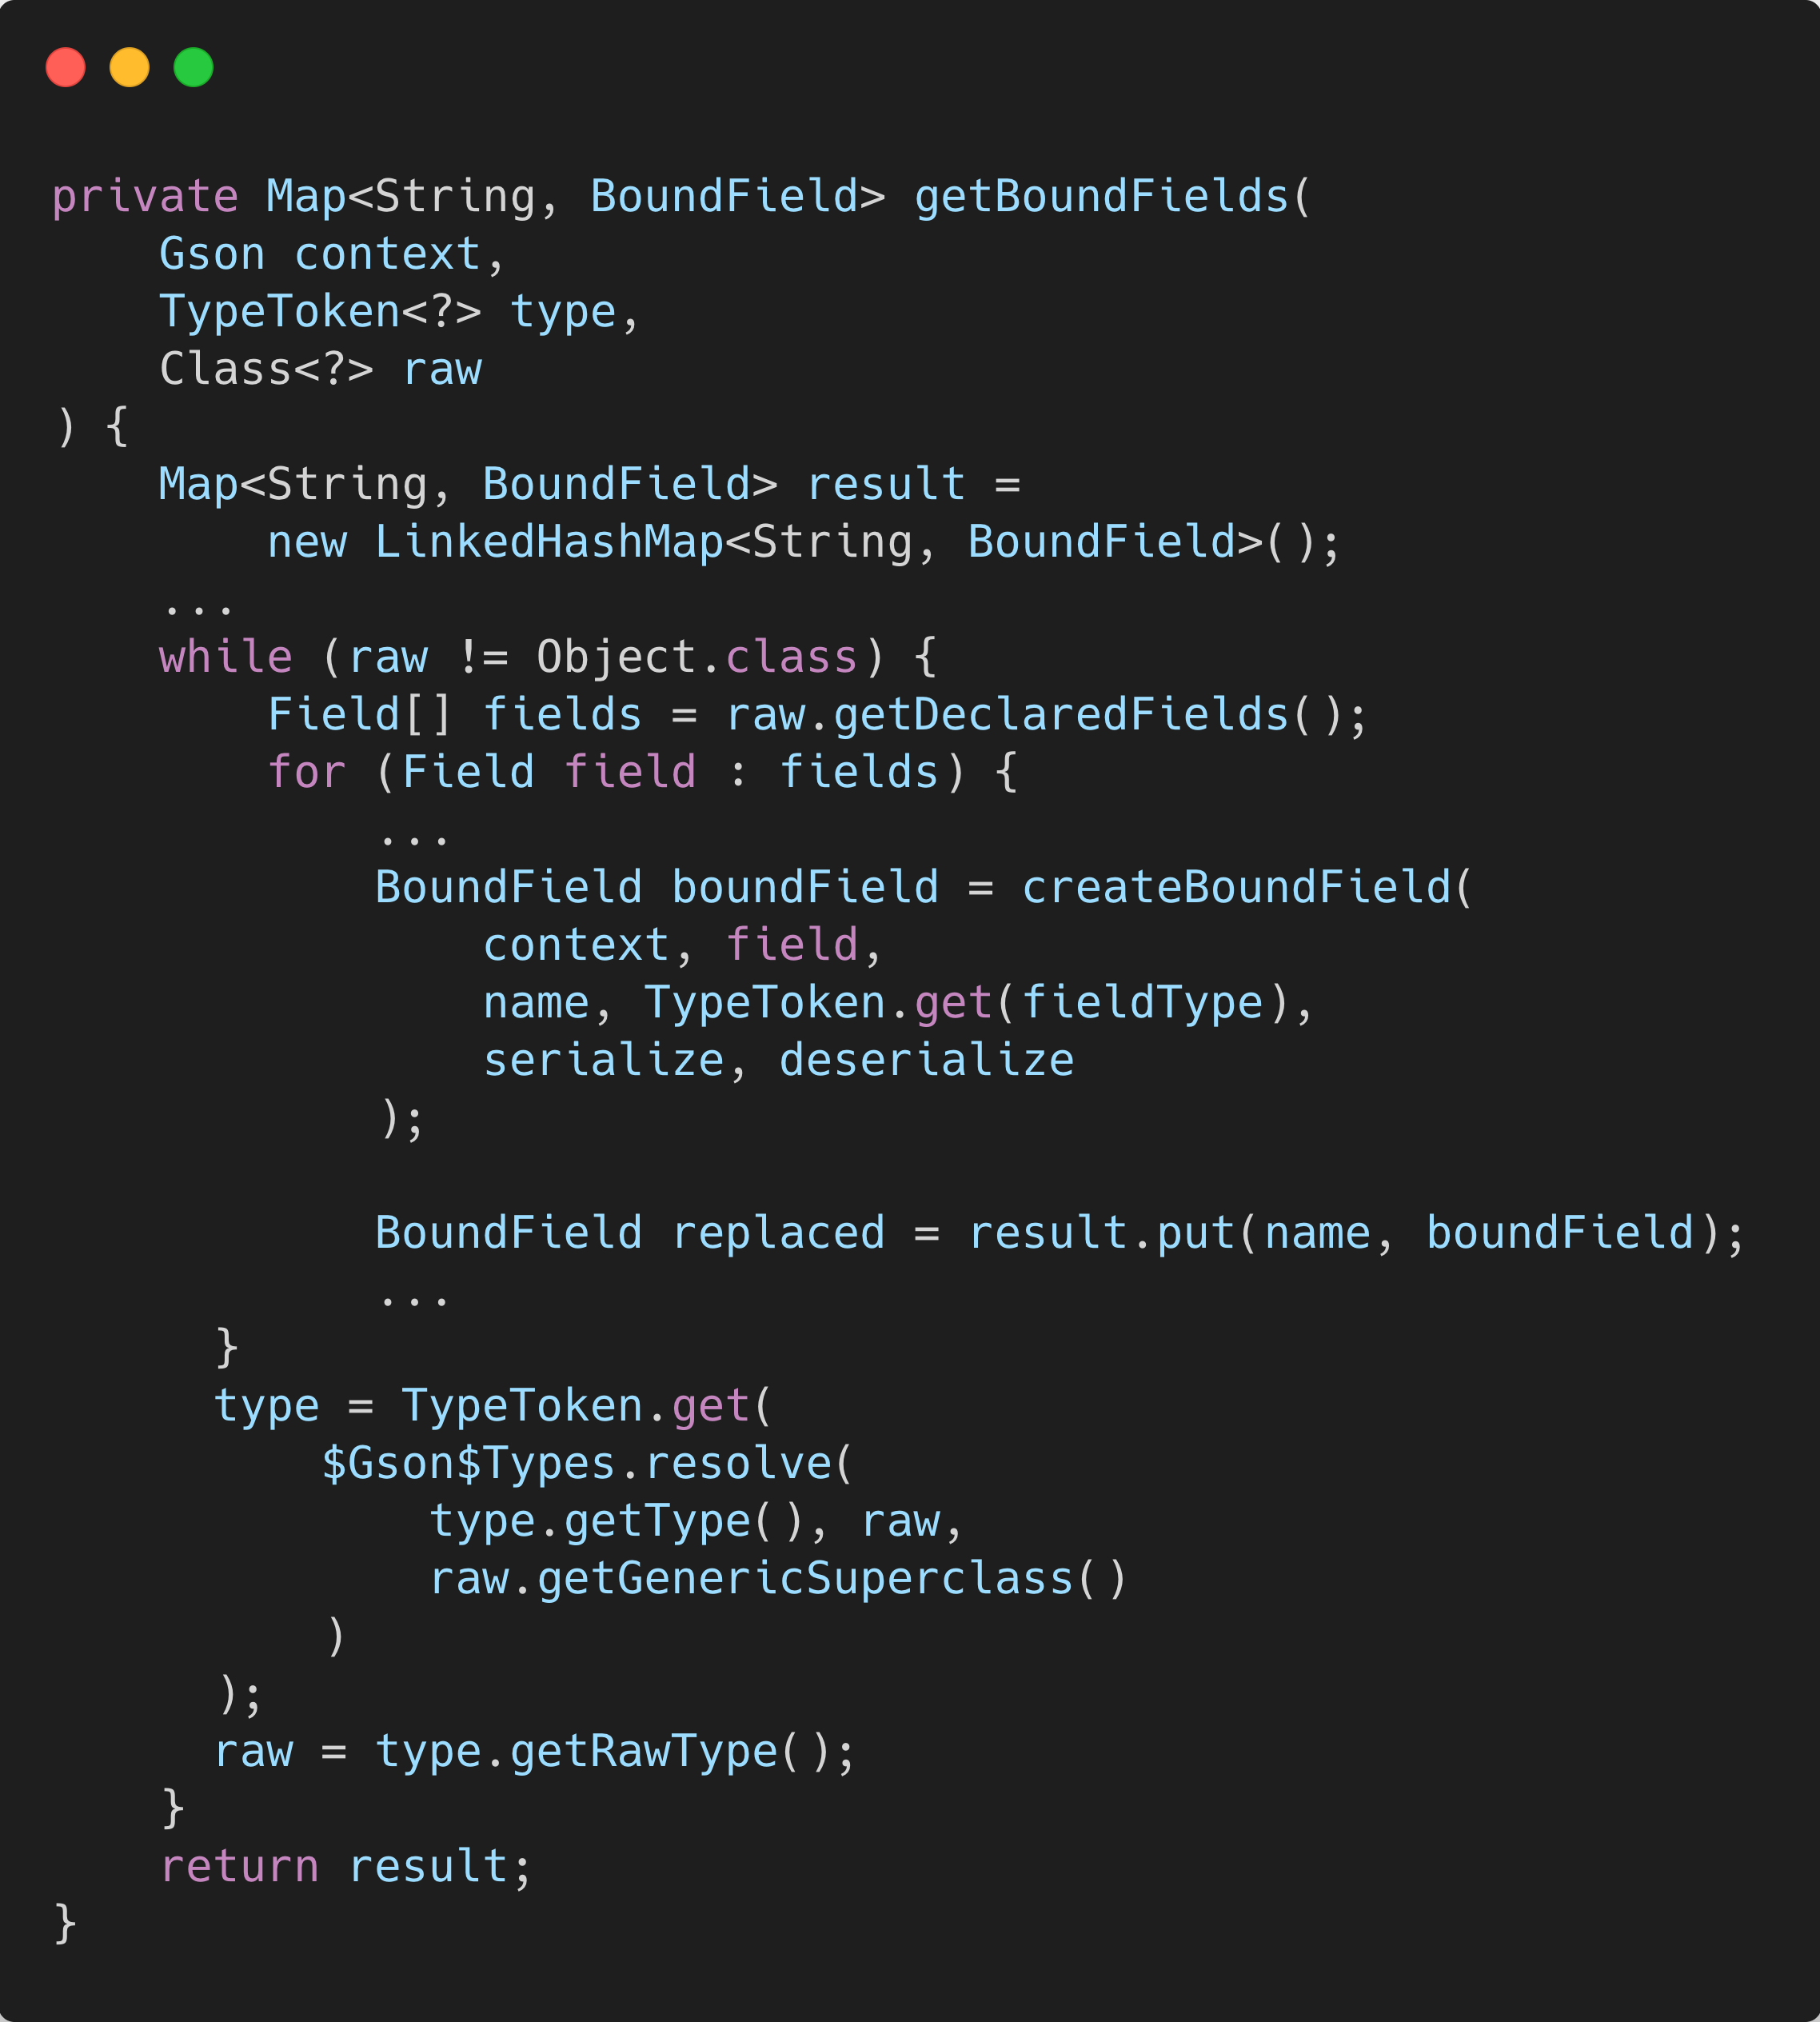 private Map<String, BoundField> getBoundFields(
    Gson context,
    TypeToken<?> type,
    Class<?> raw
) {
    Map<String, BoundField> result =
        new LinkedHashMap<String, BoundField>();
    ...
    while (raw != Object.class) {
        Field[] fields = raw.getDeclaredFields();
        for (Field field : fields) {
            ...
            BoundField boundField = createBoundField(
                context, field,
                name, TypeToken.get(fieldType),
                serialize, deserialize
            );

            BoundField replaced = result.put(name, boundField);
            ...
      }
      type = TypeToken.get(
          $Gson$Types.resolve(
              type.getType(), raw,
              raw.getGenericSuperclass()
          )
      );
      raw = type.getRawType();
    }
    return result;
}